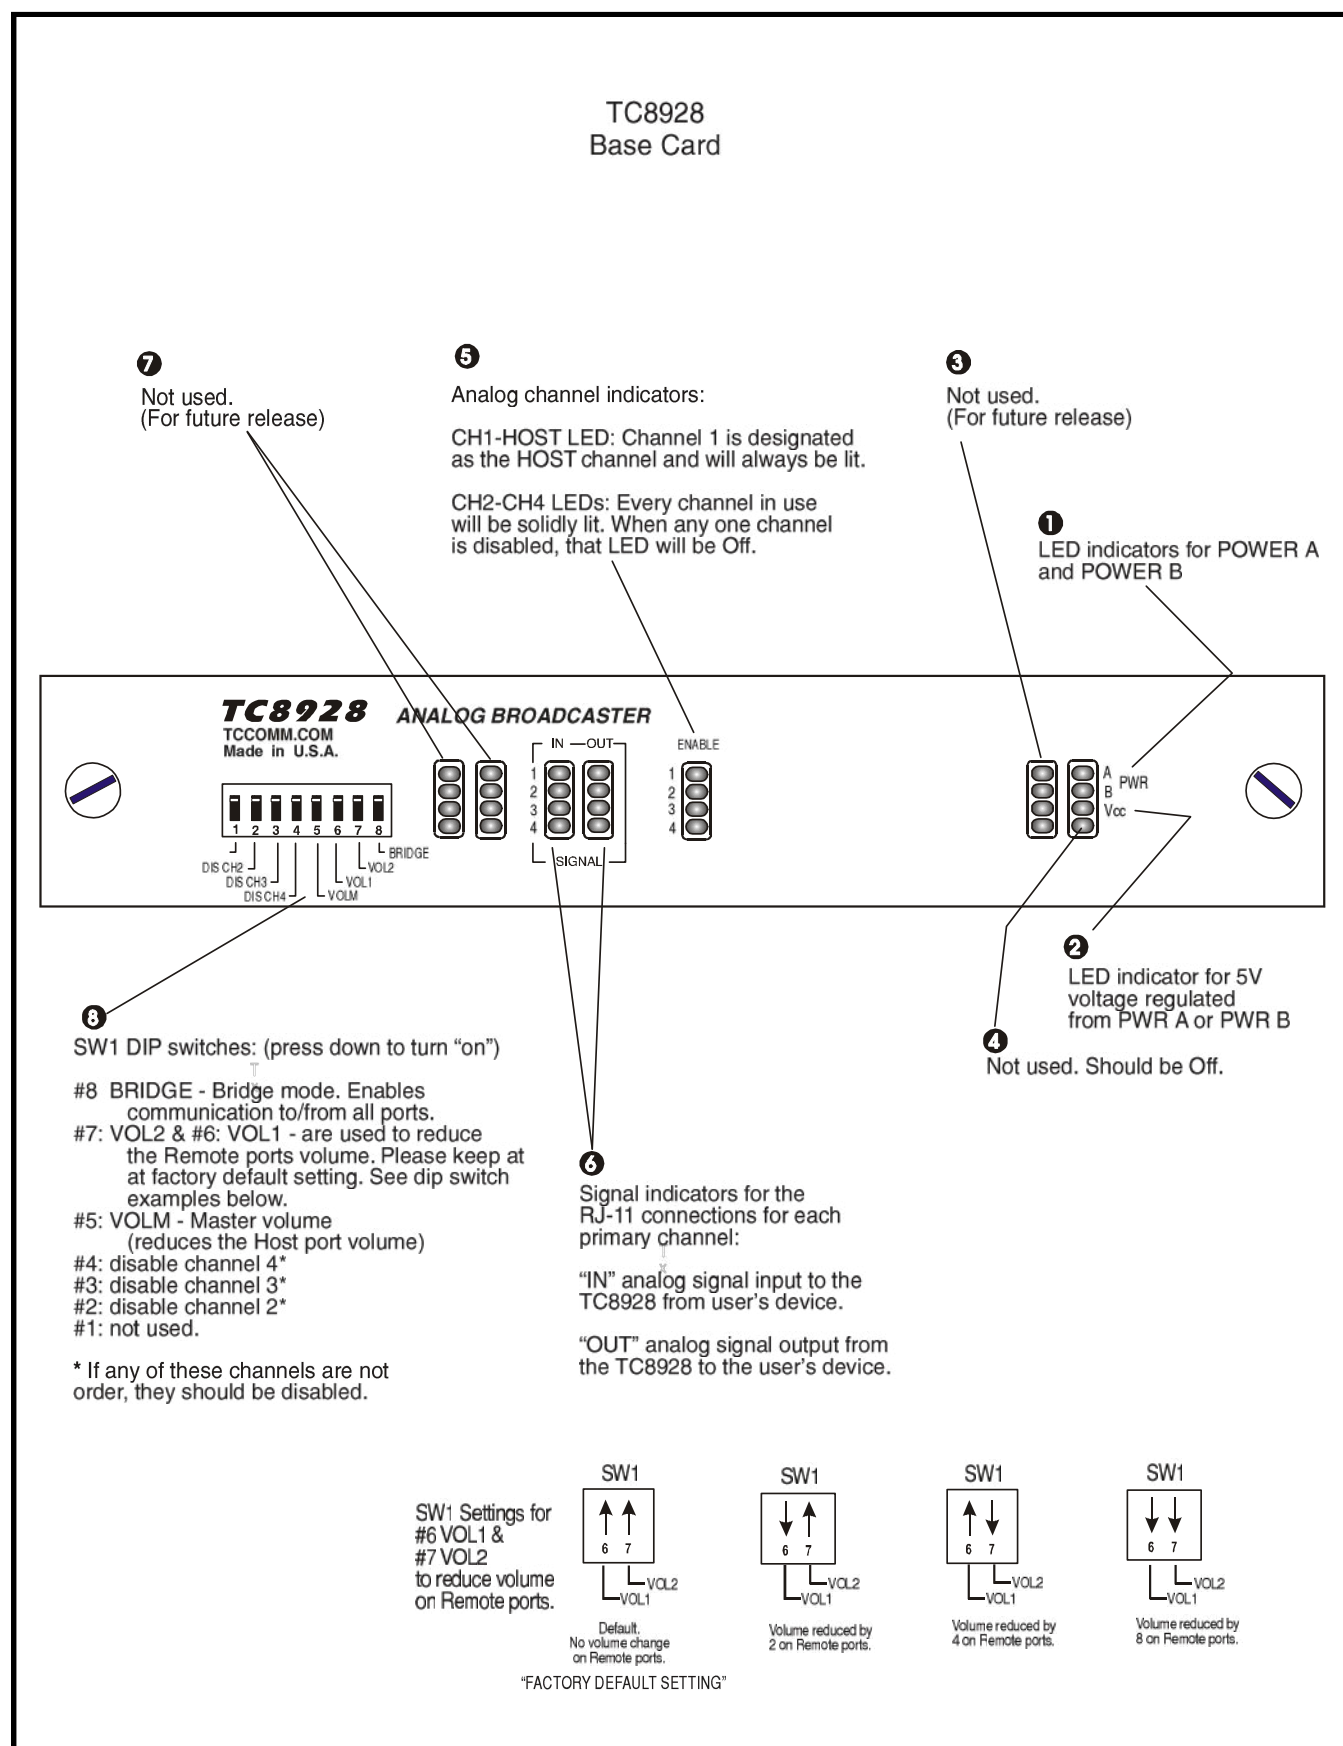 TC8928
Base Card
7
Not used.
(For future release)
5
Analog channel indicators:
CH1-HOST LED: Channel 1 is designated
as the HOST channel and will always be lit.
CH2-CH4 LEDs: Every channel in use
will be solidly lit. When any one channel
is disabled, that LED will be Off.
3
Not used.
(For future release)
1
LED indicators for POWER A
and POWER B
TC8928 ANALOG BROADCASTER
TCCOMM.COM
Made in U.S.A.
IN OUT
ENABLE
1
2
3
4
SIGNAL
1
2
3
4
A
B
PWR
Vcc
1 2 3 4 5 6 7 8
BRIDGE
DIS CH2
VOL2
DIS CH3
VOL1
DIS CH4
VOLM
2
LED indicator for 5V
voltage regulated
from PWR A or PWR B
4
Not used. Should be Off.
8
SW1 DIP switches: (press down to turn “on”)
T
#8 BRIDGE - Bridge mode. Enables
communication to/from all ports.
#7: VOL2 & #6: VOL1 - are used to reduce
the Remote ports volume. Please keep at
at factory default setting. See dip switch
examples below.
#5: VOLM - Master volume
(reduces the Host port volume)
#4: disable channel 4*
#3: disable channel 3*
#2: disable channel 2*
#1: not used.
* If any of these channels are not
order, they should be disabled.
6
Signal indicators for the
RJ-11 connections for each
primary channel:
T
x
“IN” analog signal input to the
TC8928 from user’s device.
“OUT” analog signal output from
the TC8928 to the user’s device.
SW1 Settings for
#6 VOL1 &
#7 VOL2
to reduce volume
on Remote ports.
SW1
6 7
VOL2
VOL1
Default.
No volume change
on Remote ports.
“FACTORY DEFAULT SETTING”
SW1
6 7
VOL2
VOL1
Volume reduced by
2 on Remote ports.
SW1
6 7
VOL2
VOL1
Volume reduced by
4 on Remote ports.
SW1
6 7
VOL2
VOL1
Volume reduced by
8 on Remote ports.